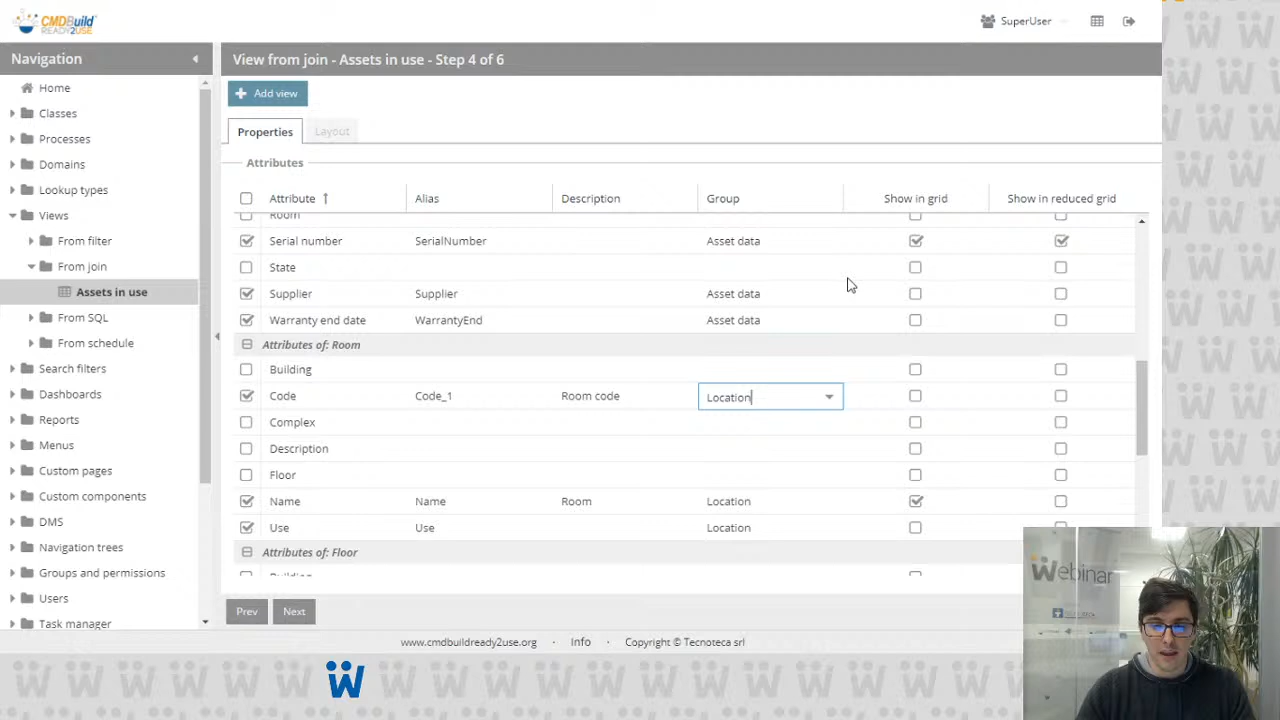 CMDBuild
READY2USE
SuperUser
Navigation
View from join - Assets in use - Step 4 of 6
Home
Classes
Processes
Domains
Lookup types
Views
From filter
From join
Assets in use
From SQL
From schedule
Search filters
Dashboards
Reports
Menus
Custom pages
Custom components
DMS
Navigation trees
Groups and permissions
Users
Task manager
Add view
Properties
Layout
Attributes
Attribute Alias Description Group Show in grid Show in reduced grid
Room
Serial number SerialNumber Asset data
State
Supplier Supplier Asset data
Warranty end date WarrantyEnd Asset data
Attributes of: Room
Building
Code Code_1 Room code Location
Complex
Description
Floor
Name Name Room Location
Use Use Location
Attributes of: Floor
Building
Prev Next
www.cmdbuildready2use.org · Info · Copyright © Tecnoteca srl
Webinar